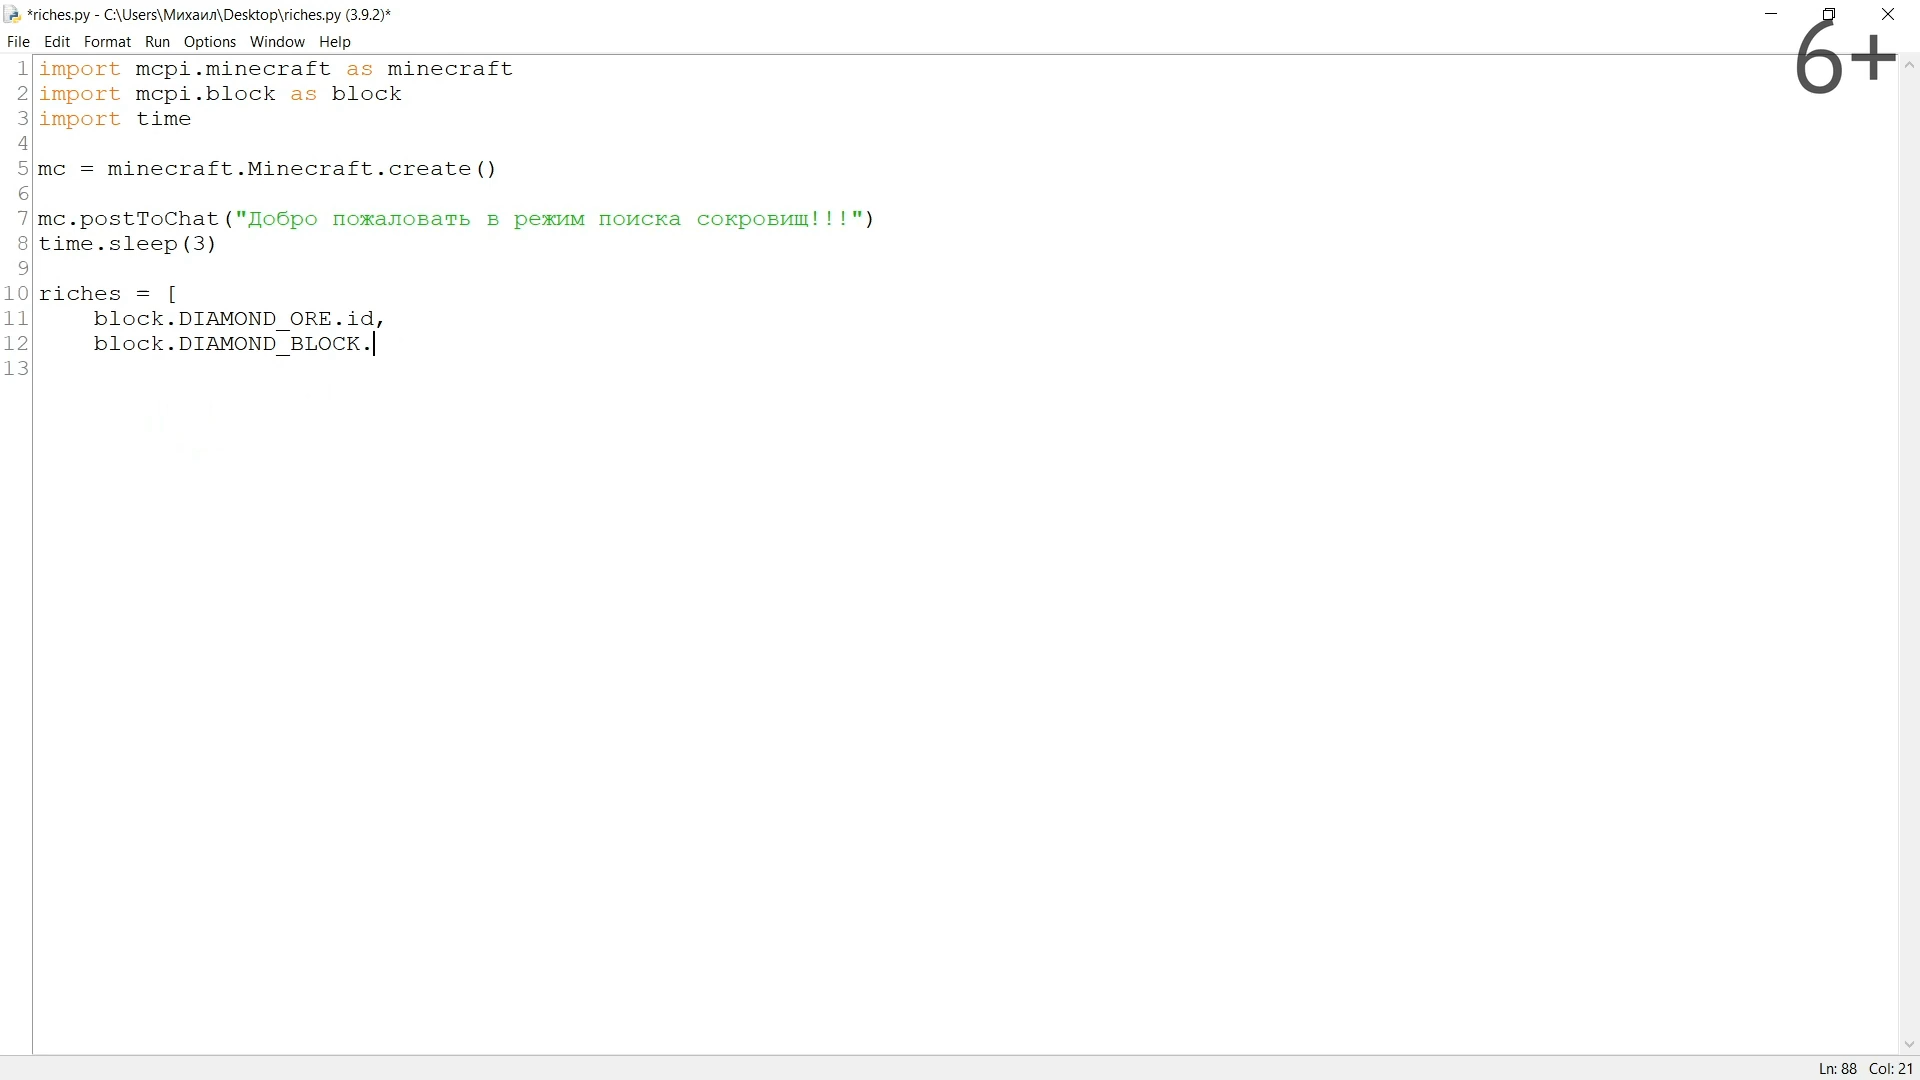 *riches.py - C:\Users\Михаил\Desktop\riches.py (3.9.2)*
File Edit Format Run Options Window Help
6+
1 import mcpi.minecraft as minecraft
2 import mcpi.block as block
3 import time
4
5 mc = minecraft.Minecraft.create()
6
7 mc.postToChat("Добро пожаловать в режим поиска сокровищ!!!")
8 time.sleep(3)
9
10 riches = [
11     block.DIAMOND_ORE.id,
12     block.DIAMOND_BLOCK.
13
Ln: 88 Col: 21